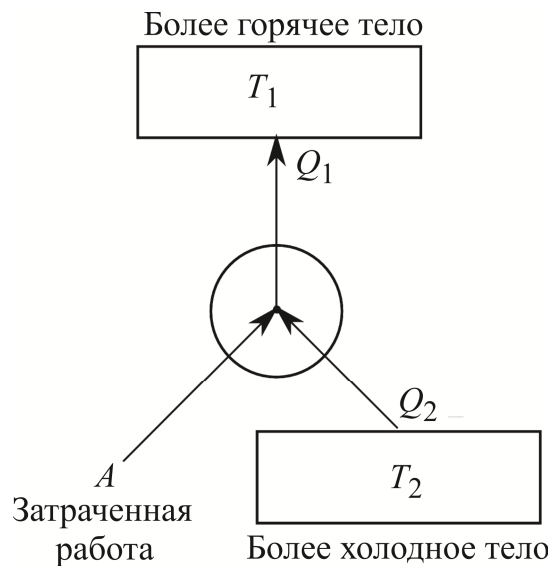 Более горячее тело
T1
Q1
Q2
A
T2
Затраченная
работа
Более холодное тело